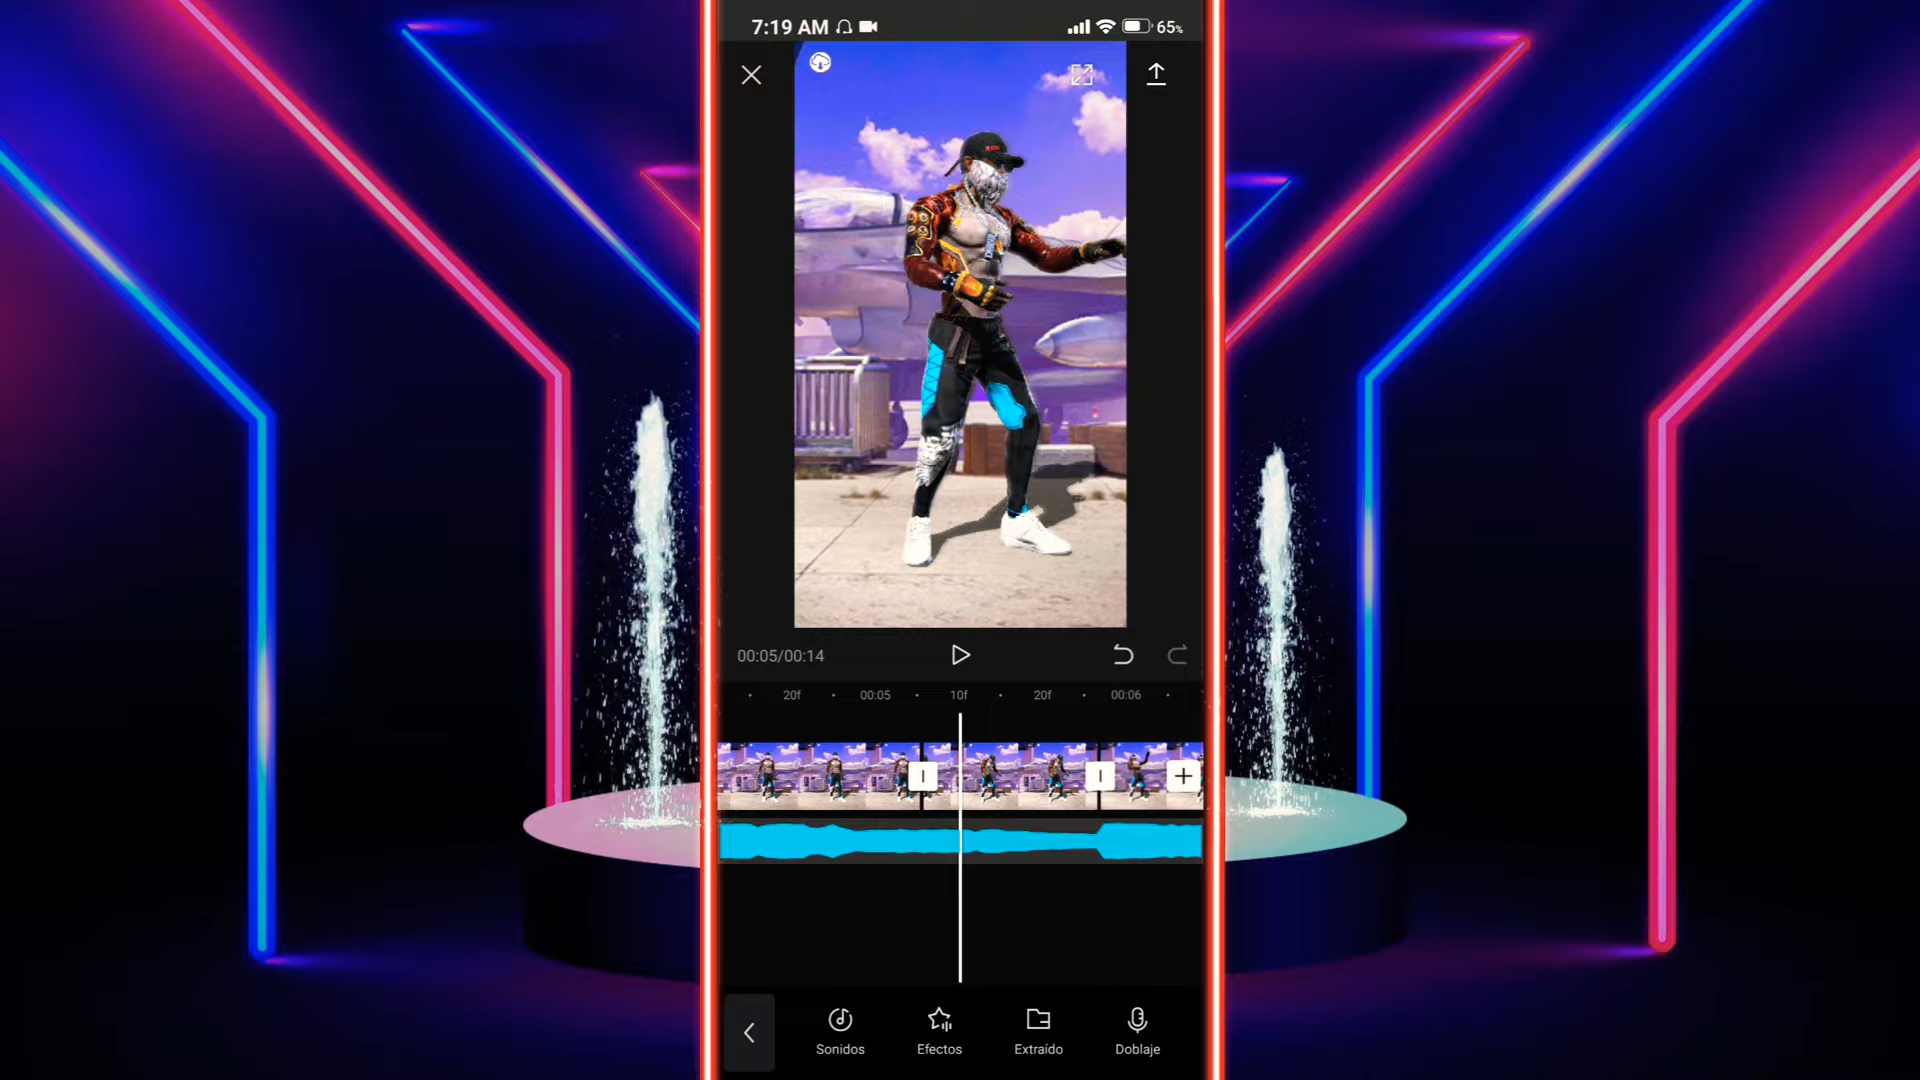 7:19 AM 65%
00:05/00:14
20f 00:05 10f 20f 00:06
Sonidos Efectos Extraído Doblaje